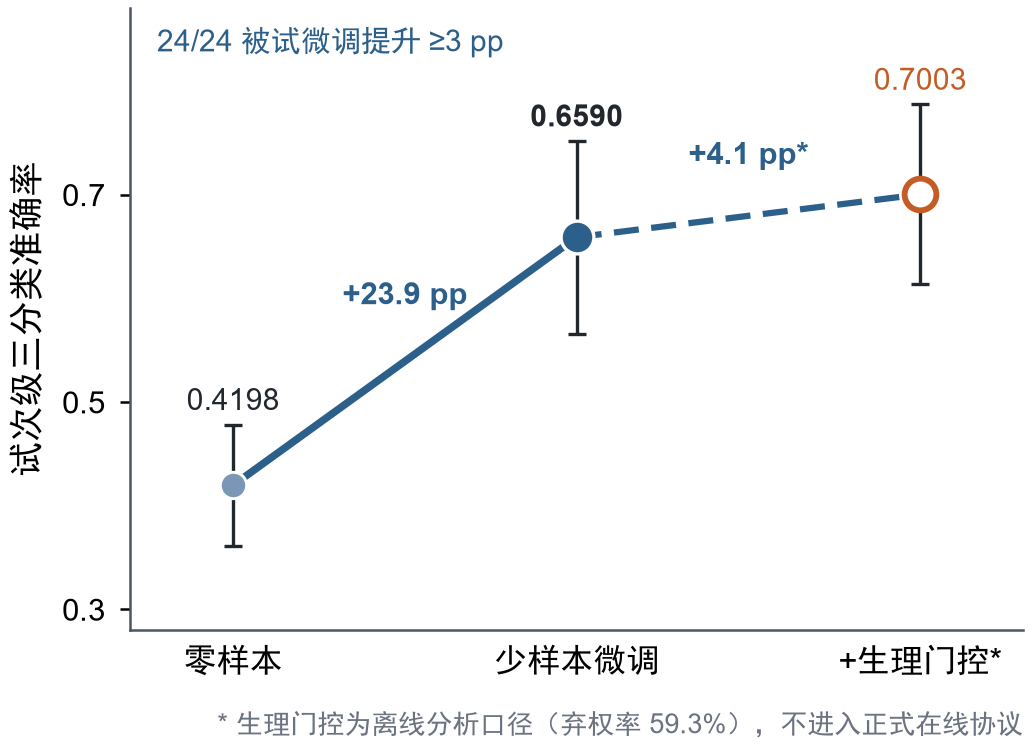 24/24 被试微调提升 ≥3 pp
0.7003
0.6590
+4.1 pp*
0.7
+23.9 pp
0.4198
0.5
0.3
试次级三分类准确率
零样本
少样本微调
+生理门控*
* 生理门控为离线分析口径（弃权率 59.3%），不进入正式在线协议